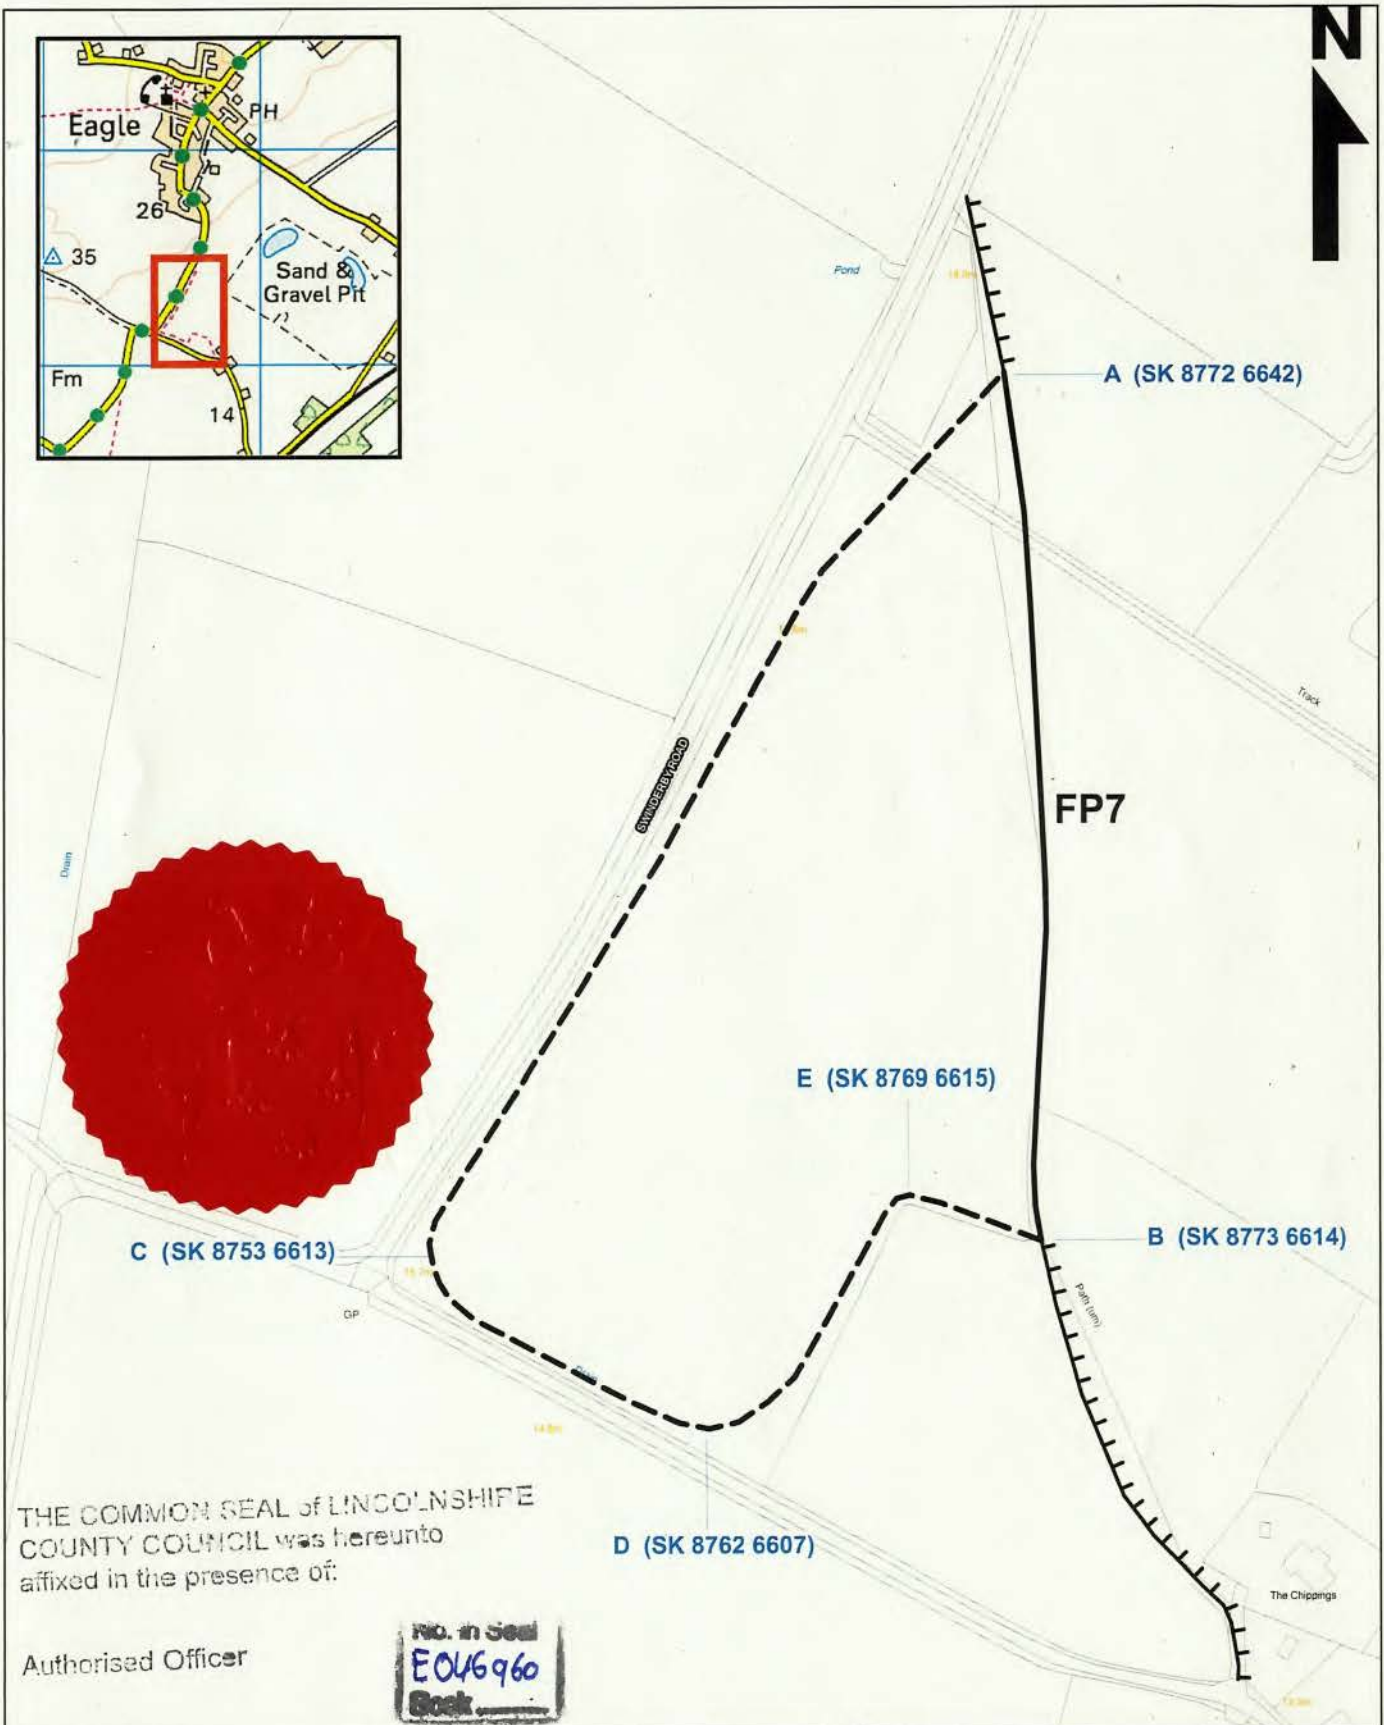 N
Eagle
PH
26
35
Sand &
Gravel Pit
Fm
14
Pond
A (SK 8772 6642)
Track
SWINDERBY ROAD
FP7
Drain
E (SK 8769 6615)
B (SK 8773 6614)
C (SK 8753 6613)
Path (um)
GP
Drain
D (SK 8762 6607)
The Chippings
THE COMMON SEAL of LINCOLNSHIRE
COUNTY COUNCIL was hereunto
affixed in the presence of:
Authorised Officer
No. in Seal
E046960
Book